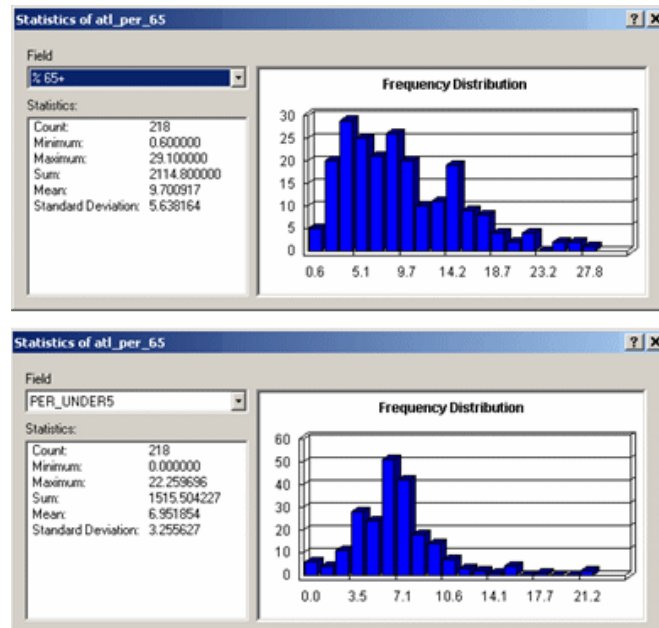 Statistics of atl_per_65
Field
% 65+
Statistics:
Count: 218
Minimum: 0.600000
Maximum: 29.100000
Sum: 2114.800000
Mean: 9.700917
Standard Deviation: 5.638164
Frequency Distribution
30
25
20
15
10
5
0
0.6 5.1 9.7 14.2 18.7 23.2 27.8
Statistics of atl_per_65
Field
PER_UNDER5
Statistics:
Count: 218
Minimum: 0.000000
Maximum: 22.259696
Sum: 1515.504227
Mean: 6.951854
Standard Deviation: 3.255627
Frequency Distribution
60
50
40
30
20
10
0
0.0 3.5 7.1 10.6 14.1 17.7 21.2